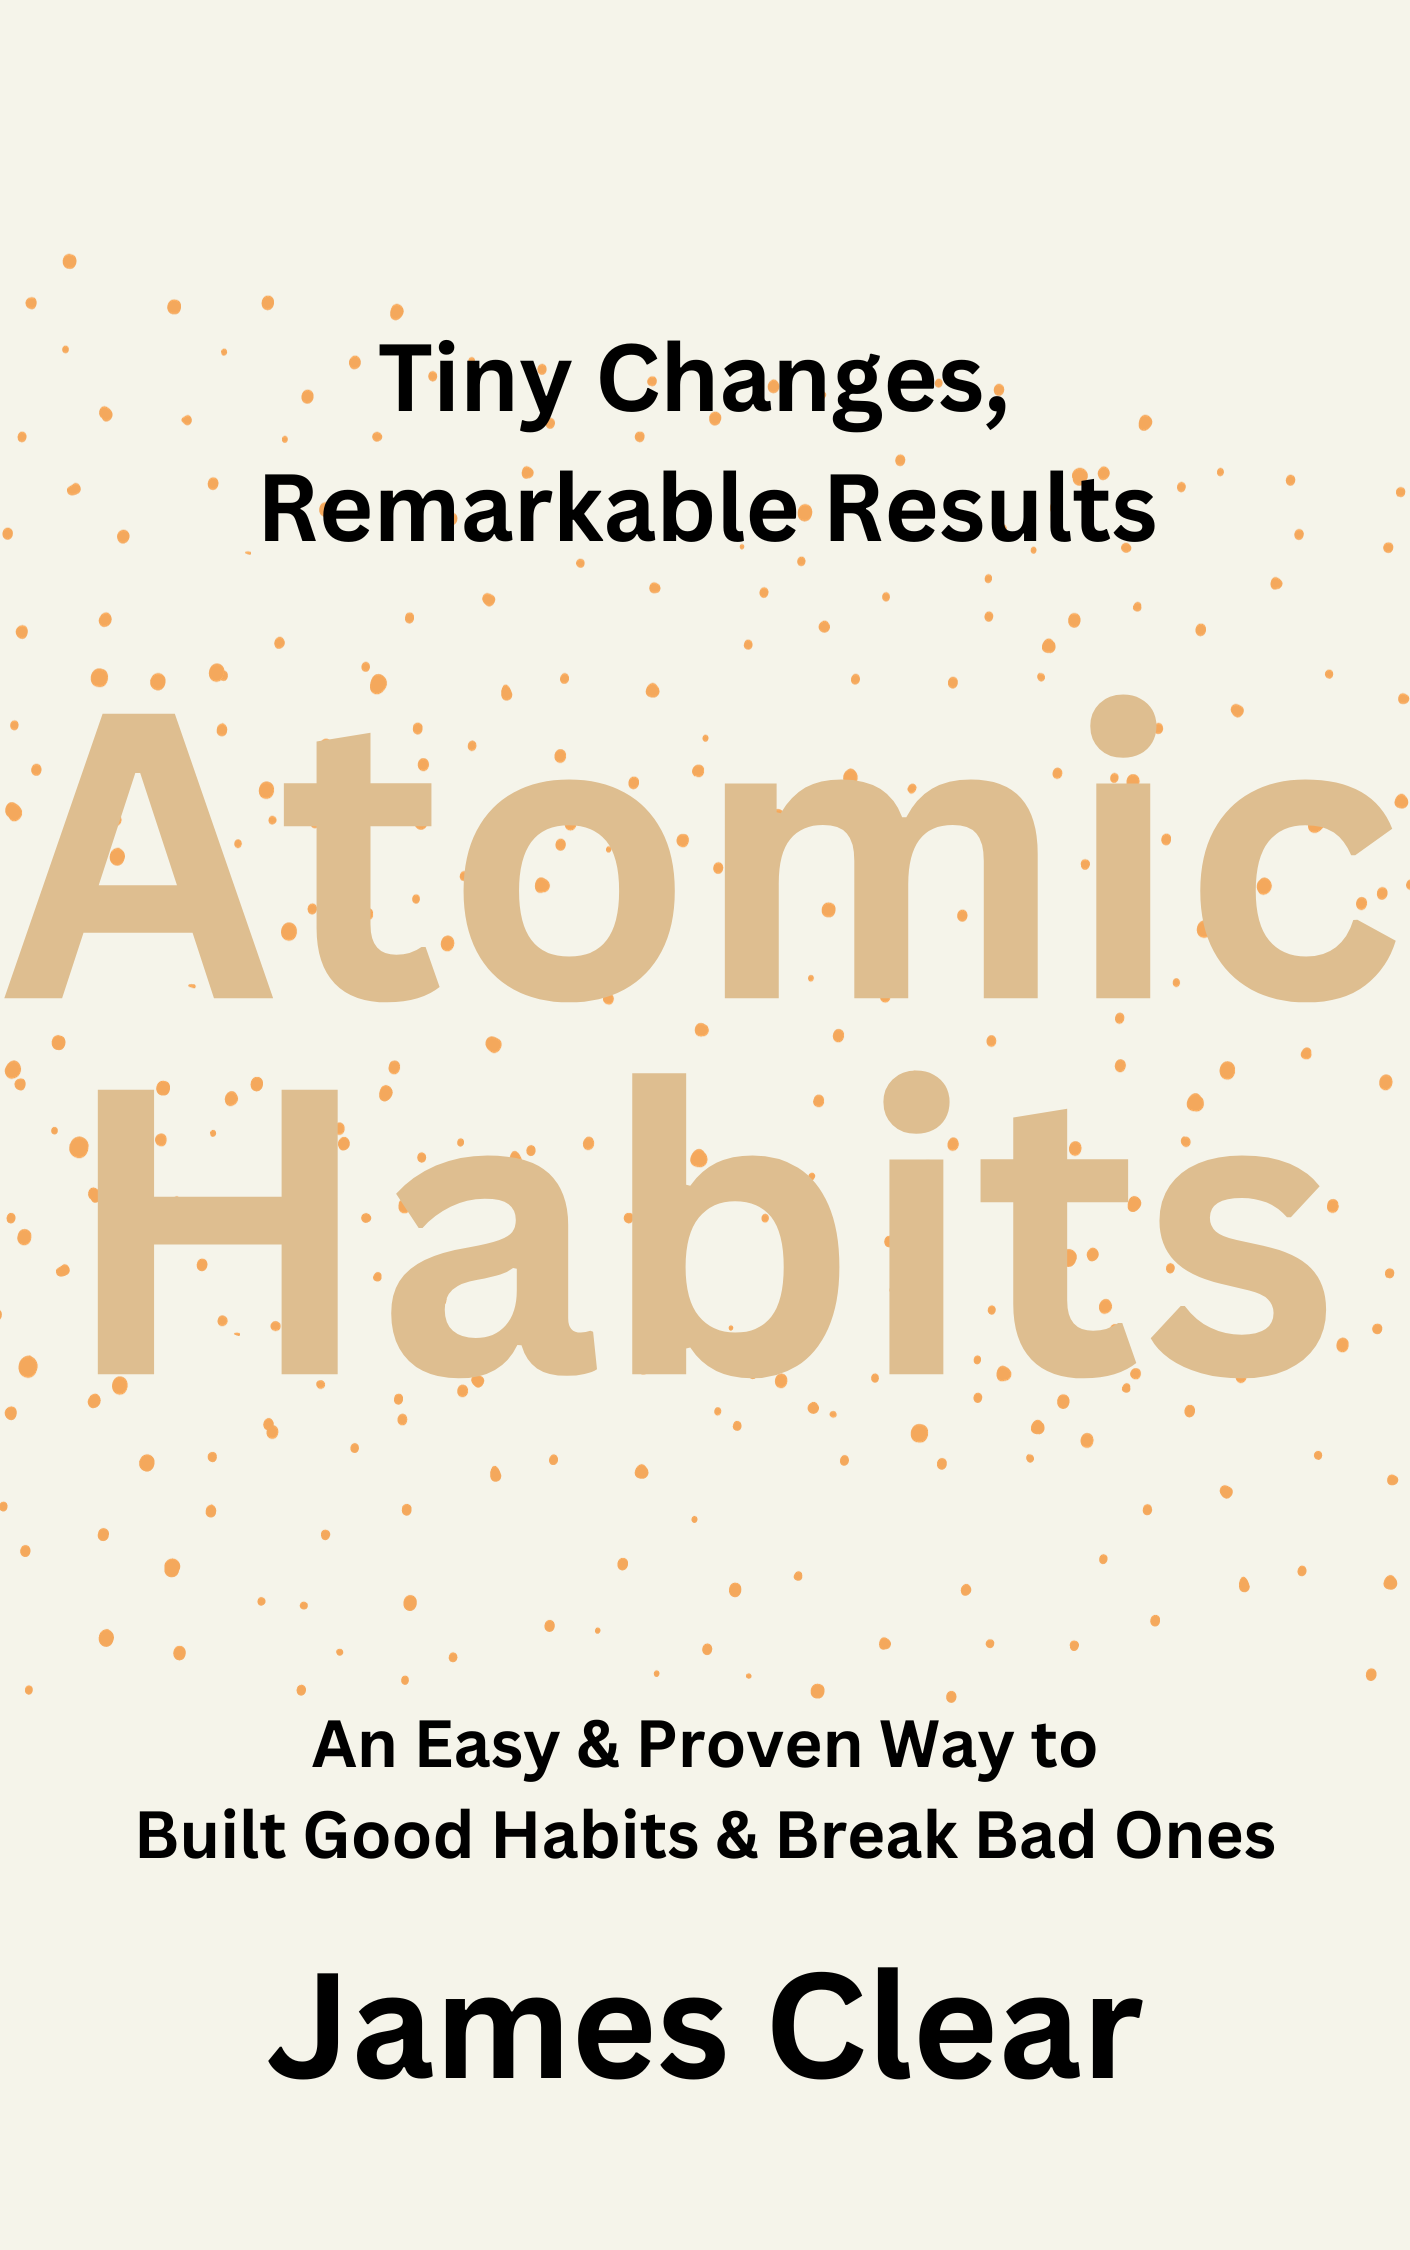 Tiny Changes,
Remarkable Results
Atomic
Habits
An Easy & Proven Way to
Built Good Habits & Break Bad Ones
James Clear